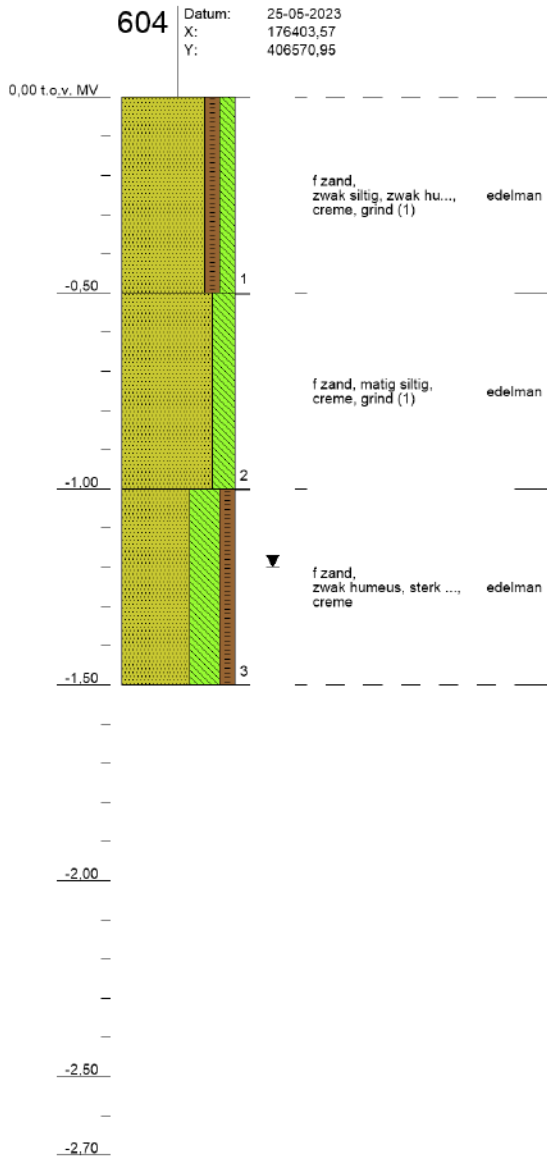 604
Datum: 25-05-2023
X: 176403,57
Y: 406570,95
0,00 t.o.v. MV
f zand,
zwak siltig, zwak hu..., edelman
creme, grind (1)
1
-0,50
f zand, matig siltig,
creme, grind (1) edelman
2
-1,00
f zand,
zwak humeus, sterk ..., edelman
creme
3
-1,50
-2,00
-2,50
-2,70